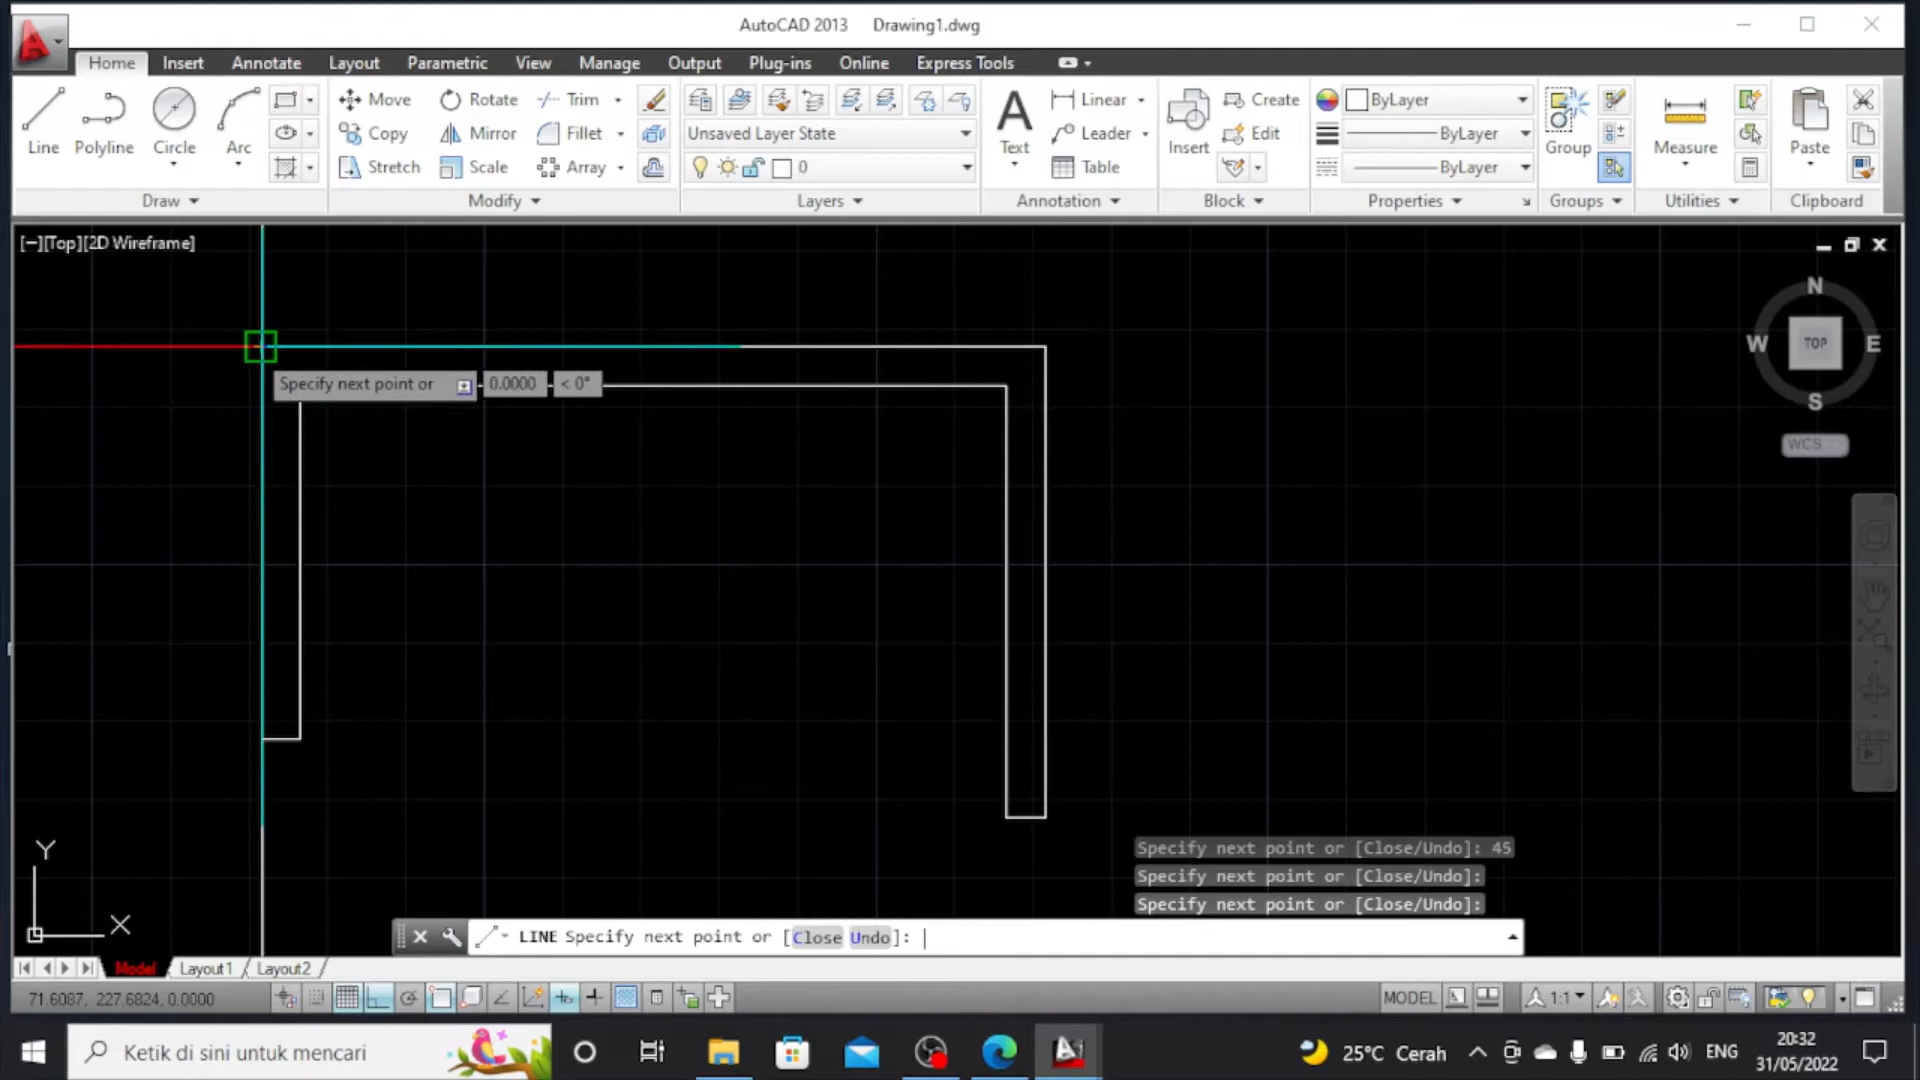 AutoCAD 2013 Drawing1.dwg
Home Insert Annotate Layout Parametric View Manage Output Plug-ins Online Express Tools
Line Polyline Circle Arc
Move Rotate Trim
Copy Mirror Fillet
Stretch Scale Array
Unsaved Layer State
0
Text Linear
Leader
Table
Insert Create
Edit
ByLayer
ByLayer
ByLayer
Group Measure Paste
Draw Modify Layers Annotation Block Properties Groups Utilities Clipboard
[−][Top][2D Wireframe]
N
W TOP E
S
WCS
Specify next point or 0.0000 < 0°
Y
X
Specify next point or [Close/Undo]: 45
Specify next point or [Close/Undo]:
Specify next point or [Close/Undo]:
LINE Specify next point or [Close Undo]:
Model Layout1 Layout2
71.6087, 227.6824, 0.0000 MODEL 1:1
Ketik di sini untuk mencari 25°C Cerah ENG 20:32
31/05/2022